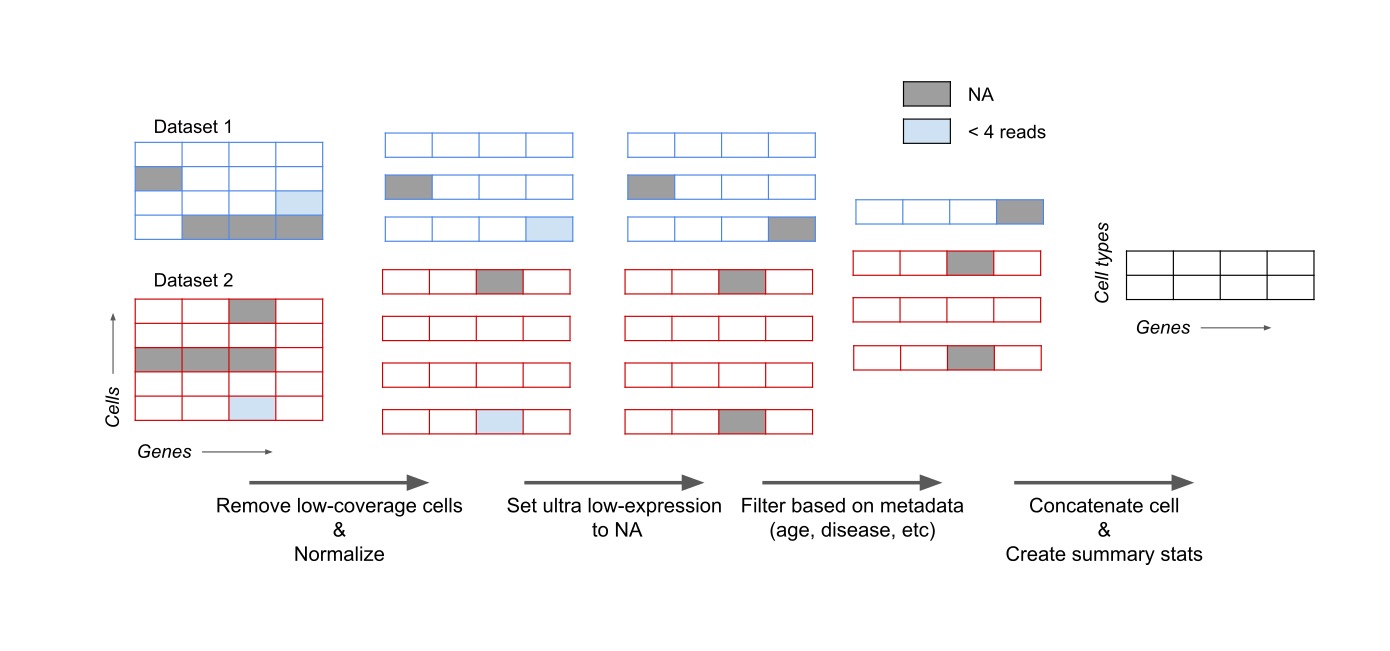 NA
< 4 reads
Dataset 1
Dataset 2
Cells
Genes
Cell types
Genes
Remove low-coverage cells
&
Normalize
Set ultra low-expression
to NA
Filter based on metadata
(age, disease, etc)
Concatenate cell
&
Create summary stats